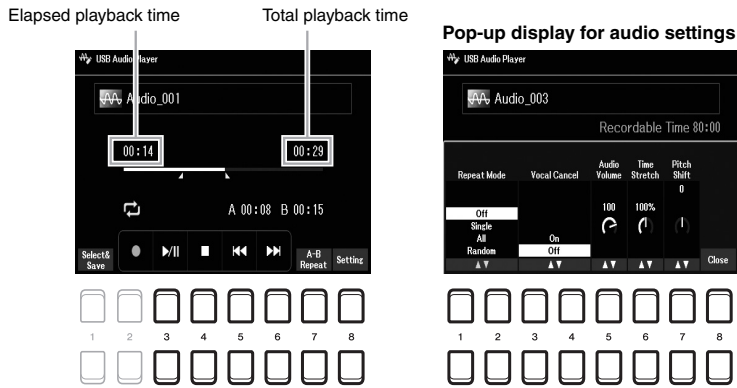 Elapsed playback time
Total playback time
USB Audio Player
Audio_001
00:14
00:29
A 00:08 B 00:15
Select&
Save
A-B
Repeat
Setting
1 2 3 4 5 6 7 8
Pop-up display for audio settings
USB Audio Player
Audio_003
Recordable Time 80:00
Repeat Mode
Vocal Cancel
Audio
Volume
Time
Stretch
Pitch
Shift
0
100
100%
Off
Single
All
Random
On
Off
Close
1 2 3 4 5 6 7 8